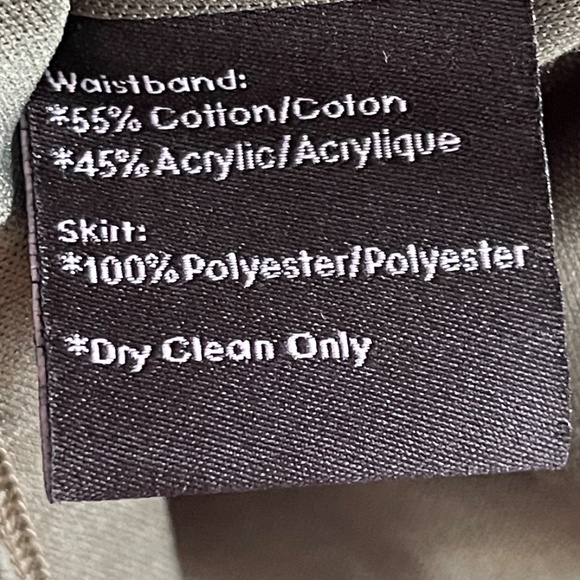 Waistband:
*55% Cotton/Coton
*45% Acrylic/Acrylique
Skirt:
*100% Polyester/Polyester
*Dry Clean Only